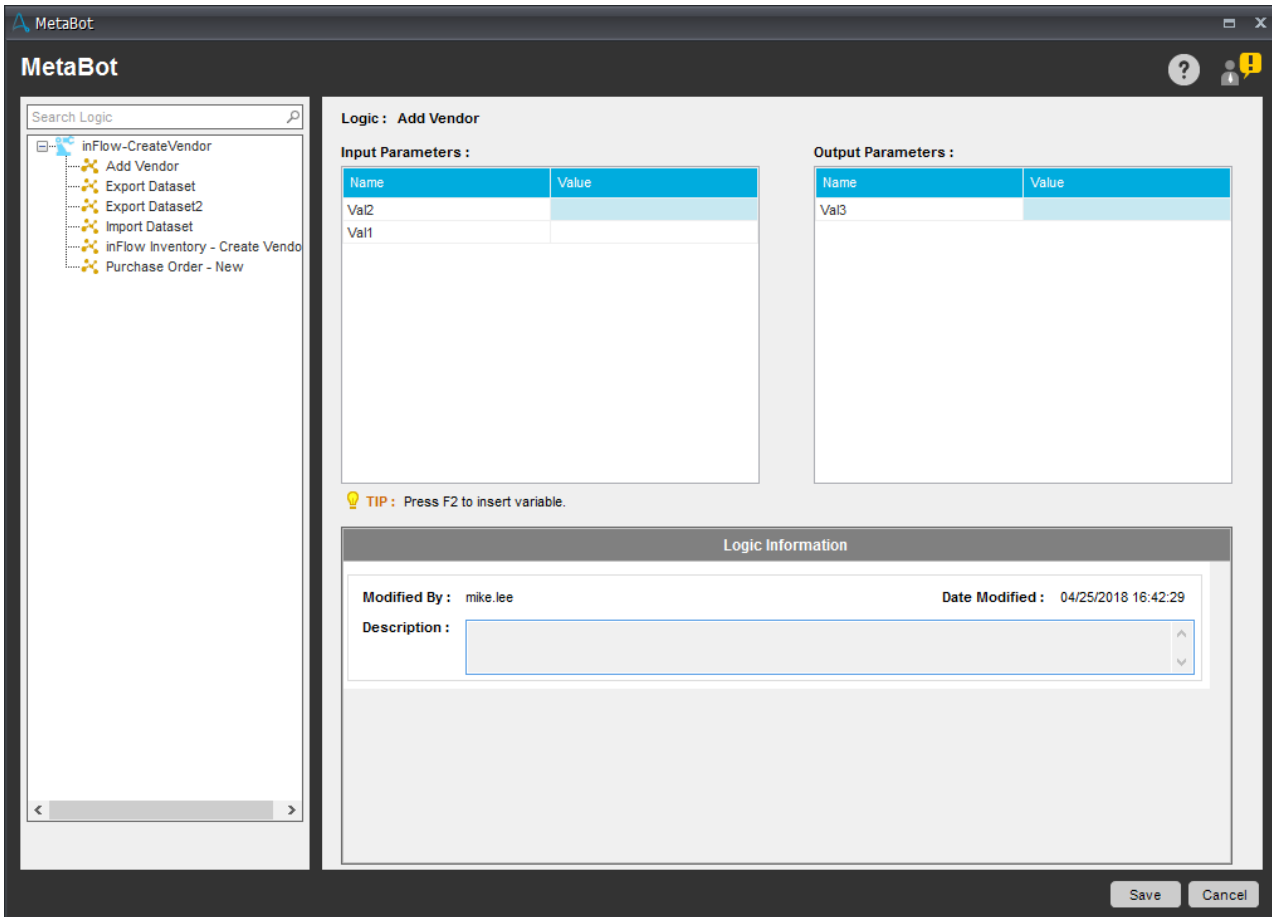 MetaBot
MetaBot
Search Logic
inFlow-CreateVendor
Add Vendor
Export Dataset
Export Dataset2
Import Dataset
inFlow Inventory - Create Vendo
Purchase Order - New
Logic : Add Vendor
Input Parameters :
Name Value
Val2
Val1
Output Parameters :
Name Value
Val3
TIP : Press F2 to insert variable.
Logic Information
Modified By : mike.lee Date Modified : 04/25/2018 16:42:29
Description :
Save Cancel